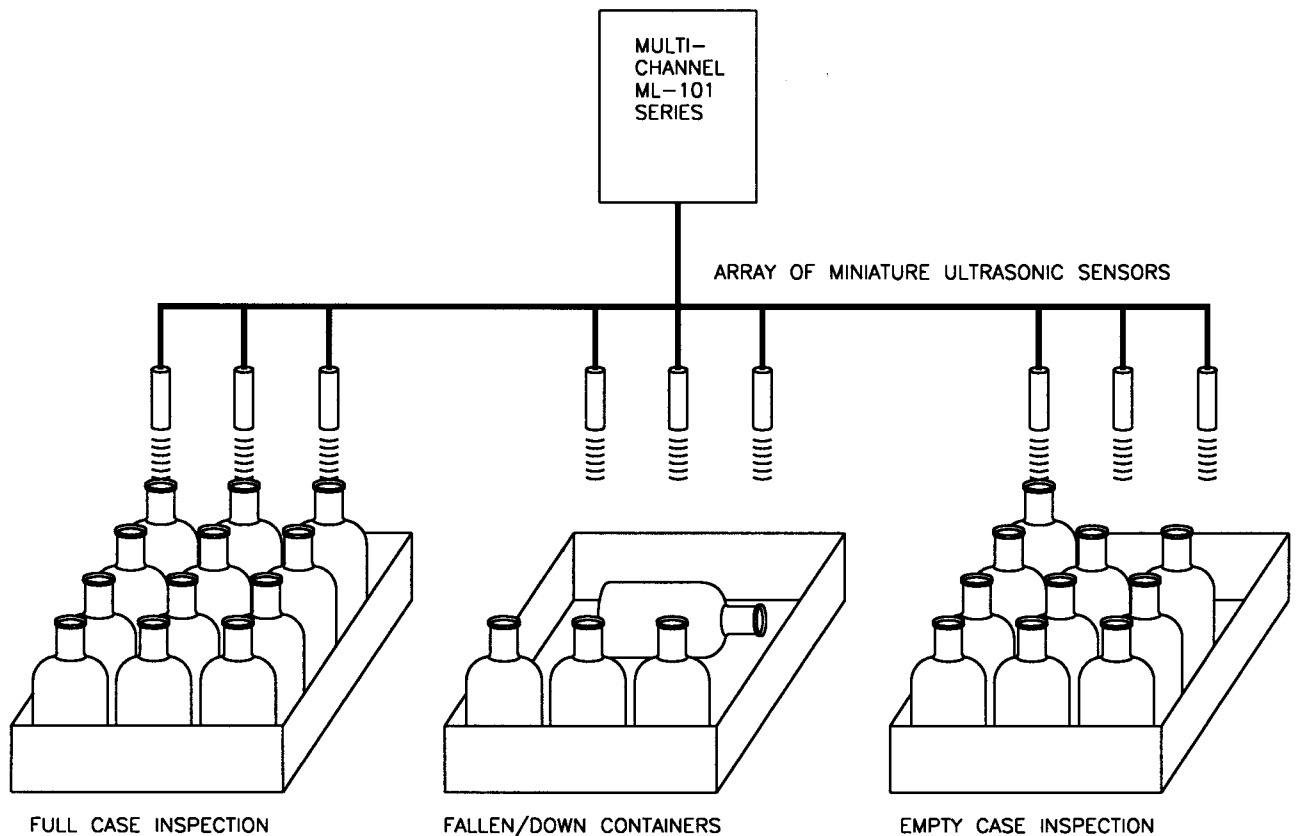 MULTI-
CHANNEL
ML-101
SERIES
ARRAY OF MINIATURE ULTRASONIC SENSORS
FULL CASE INSPECTION
FALLEN/DOWN CONTAINERS
EMPTY CASE INSPECTION